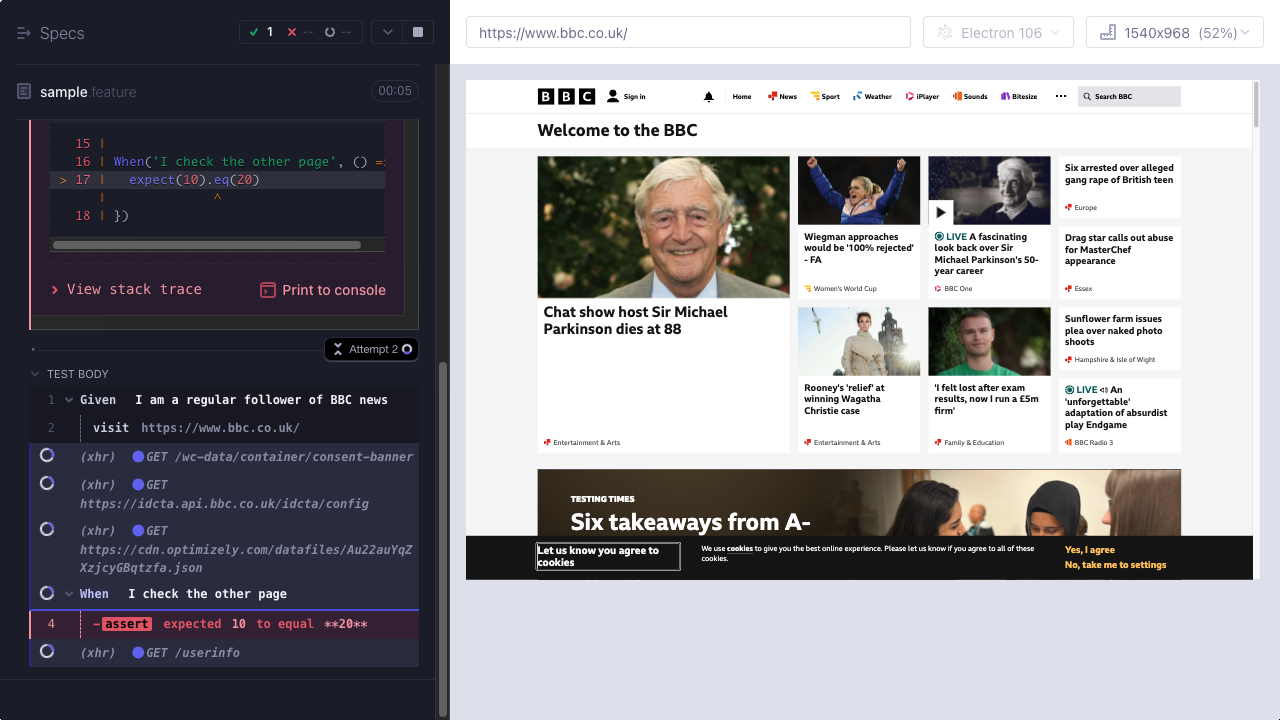 Specs
1
--
--
https://www.bbc.co.uk/
Electron 106
1540x968 (52%)
sample.feature
00:05
15 |
16 | When('I check the other page', () =
> 17 | expect(10).eq(20)
| ^
18 | })
> View stack trace
Print to console
Attempt 2
TEST BODY
1 Given I am a regular follower of BBC news
2 visit https://www.bbc.co.uk/
(xhr) GET /wc-data/container/consent-banner
(xhr) GET
https://idcta.api.bbc.co.uk/idcta/config
(xhr) GET
https://cdn.optimizely.com/datafiles/Au22auYqZ
XzjcyGBqtzfa.json
When I check the other page
4 -assert expected 10 to equal **20**
(xhr) GET /userinfo
BBC
Sign in
Home
News
Sport
Weather
iPlayer
Sounds
Bitesize
Search BBC
Welcome to the BBC
Chat show host Sir Michael
Parkinson dies at 88
Entertainment & Arts
Wiegman approaches
would be '100% rejected'
- FA
Women's World Cup
LIVE A fascinating
look back over Sir
Michael Parkinson's 50-
year career
BBC One
Six arrested over alleged
gang rape of British teen
Europe
Drag star calls out abuse
for MasterChef
appearance
Essex
Rooney's 'relief' at
winning Wagatha
Christie case
Entertainment & Arts
'I felt lost after exam
results, now I run a £5m
firm'
Family & Education
Sunflower farm issues
plea over naked photo
shoots
Hampshire & Isle of Wight
LIVE An
'unforgettable'
adaptation of absurdist
play Endgame
BBC Radio 3
TESTING TIMES
Six takeaways from A-
Let us know you agree to
cookies
We use cookies to give you the best online experience. Please let us know if you agree to all of these
cookies.
Yes, I agree
No, take me to settings